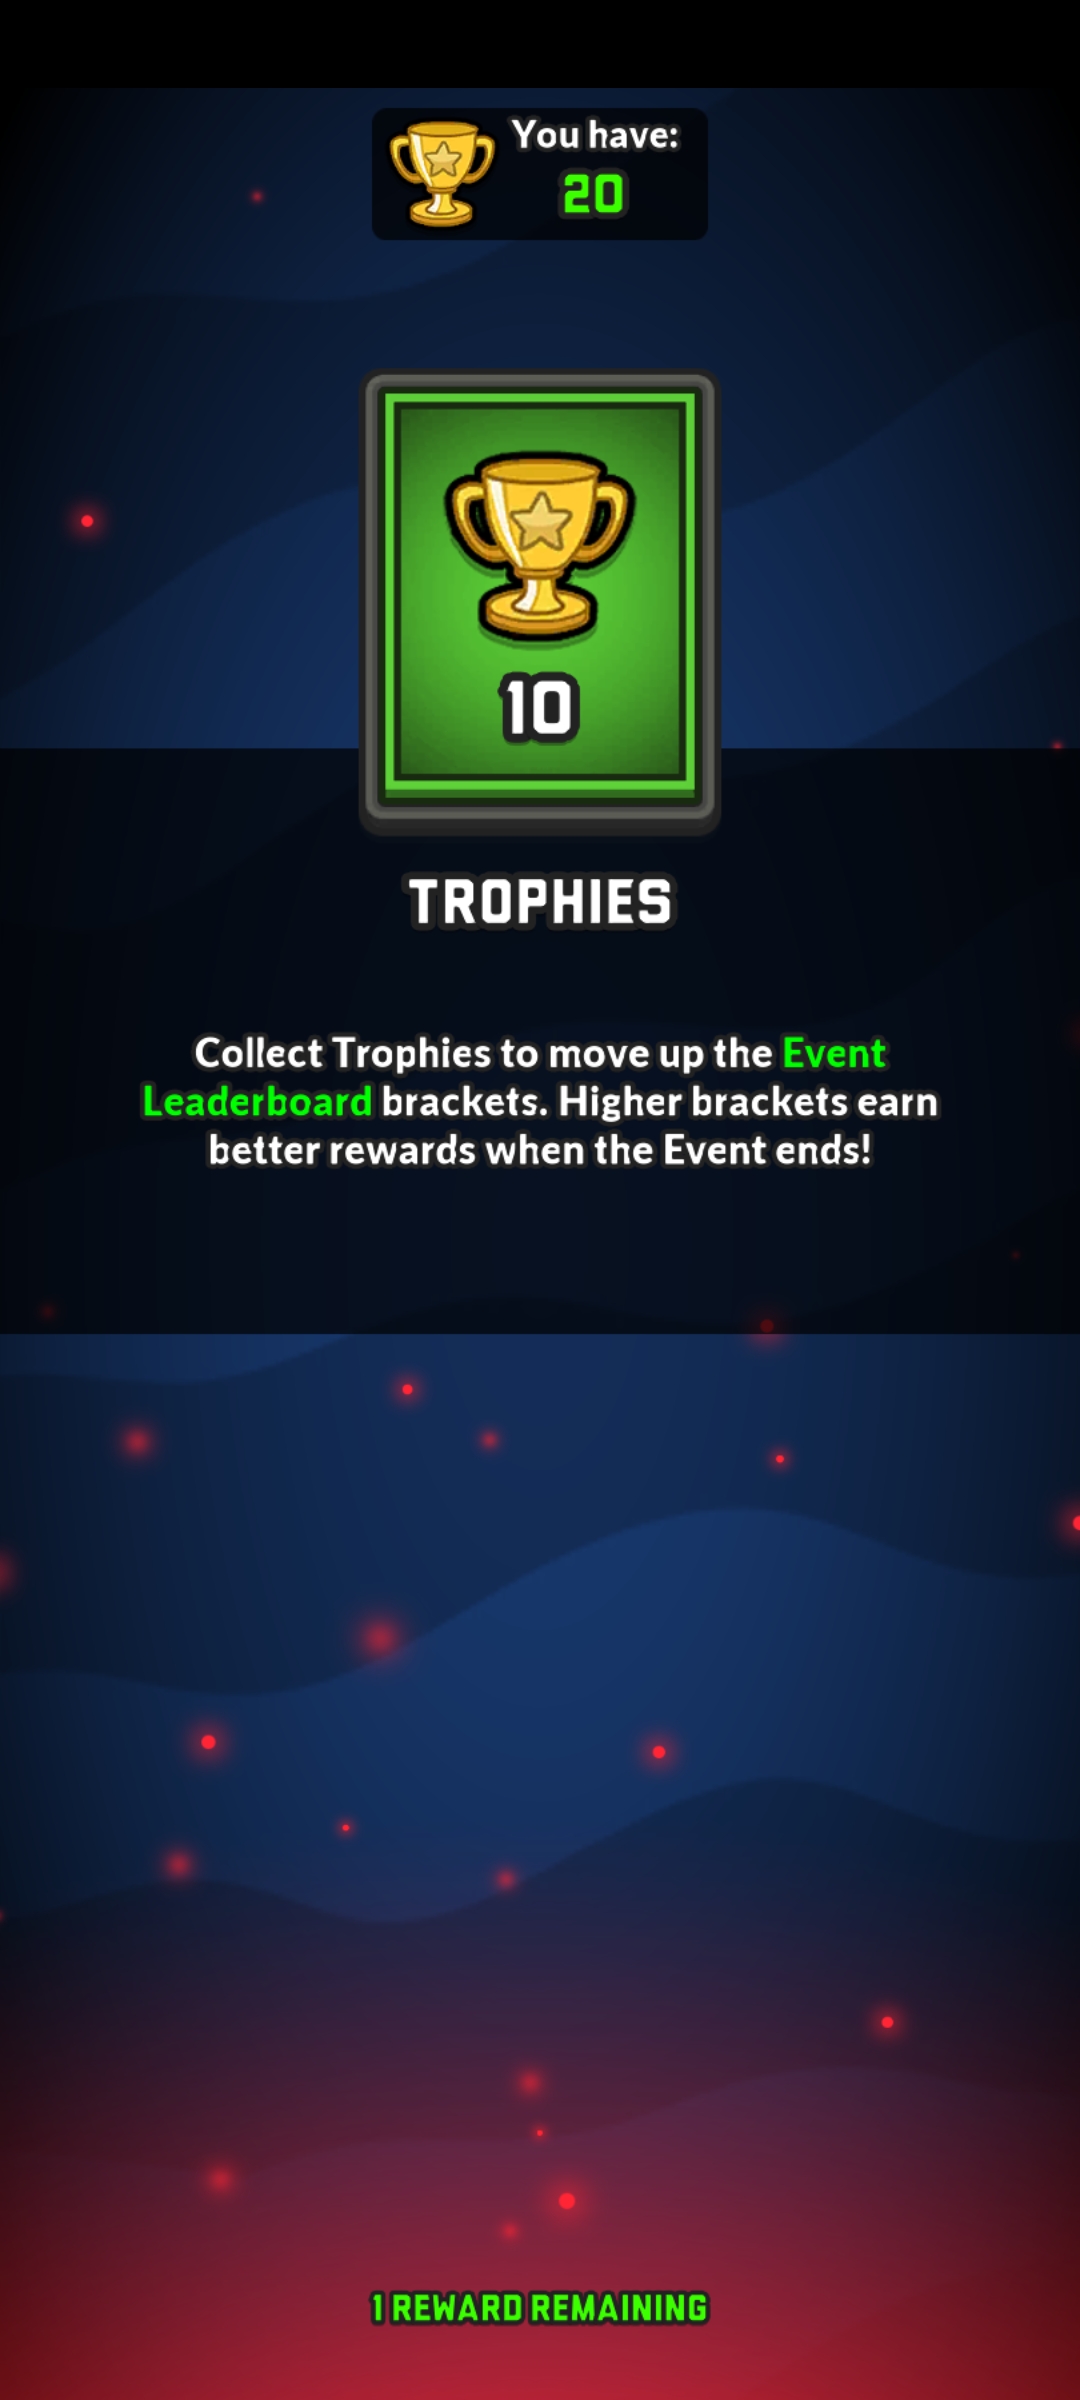 You have:
20
10
TROPHIES
Collect Trophies to move up the Event
Leaderboard brackets. Higher brackets earn
better rewards when the Event ends!
1 REWARD REMAINING